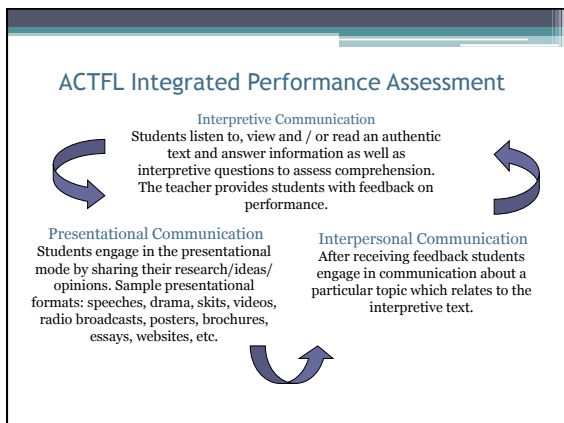 ACTFL Integrated Performance Assessment
Interpretive Communication
Students listen to, view and / or read an authentic
text and answer information as well as
interpretive questions to assess comprehension.
The teacher provides students with feedback on
performance.
Presentational Communication
Students engage in the presentational
mode by sharing their research/ideas/
opinions. Sample presentational
formats: speeches, drama, skits, videos,
radio broadcasts, posters, brochures,
essays, websites, etc.
Interpersonal Communication
After receiving feedback students
engage in communication about a
particular topic which relates to the
interpretive text.